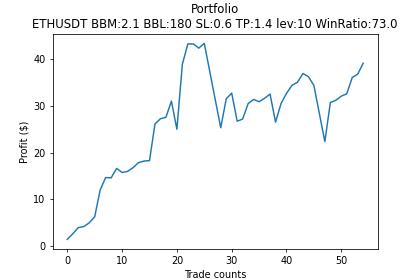 Portfolio
ETHUSDT BBM:2.1 BBL:180 SL:0.6 TP:1.4 lev:10 WinRatio:73.0
40
30
20
10
0
Profit ($)
0 10 20 30 40 50
Trade counts